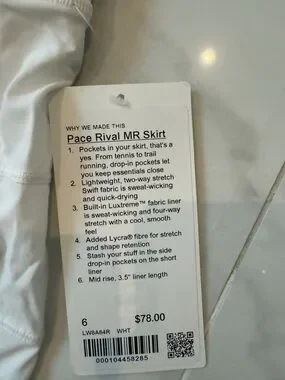 WHY WE MADE THIS
Pace Rival MR Skirt
1. Pockets in your skirt, that's a
yes. From tennis to trail
running, drop-in pockets let
you keep essentials close
2. Lightweight, two-way stretch
Swift fabric is sweat-wicking
and quick-drying
3. Built-in Luxtreme™ fabric liner
is sweat-wicking and four-way
stretch with a cool, smooth
feel
4. Added Lycra® fibre for stretch
and shape retention
5. Stash your stuff in the side
drop-in pockets on the short
liner
6. Mid rise, 3.5" liner length
6 $78.00
LW8A84R WHT
000104458285